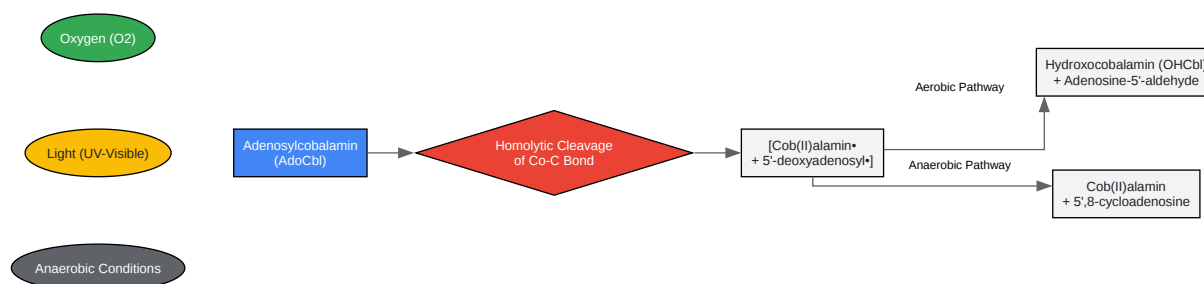 Oxygen (O2)
Light (UV-Visible)
Anaerobic Conditions
Adenosylcobalamin
(AdoCbl)
Homolytic Cleavage
of Co-C Bond
[Cob(II)alamin•
+ 5'-deoxyadenosyl•]
Aerobic Pathway
Anaerobic Pathway
Hydroxocobalamin (OHCbl)
+ Adenosine-5'-aldehyde
Cob(II)alamin
+ 5',8-cycloadenosine